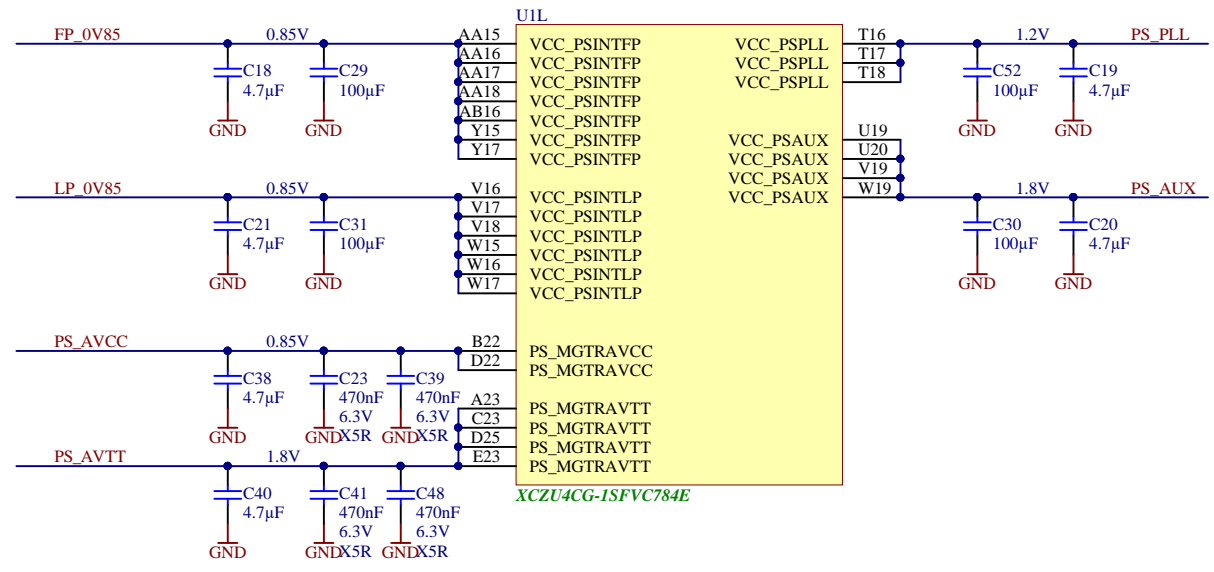 U1L
FP_0V85 0.85V AA15 VCC_PSINTFP VCC_PSPLL T16 1.2V PS_PLL
AA16 VCC_PSINTFP VCC_PSPLL T17
C18 C29 AA17 VCC_PSINTFP VCC_PSPLL T18 C52 C19
4.7µF 100µF AA18 VCC_PSINTFP 100µF 4.7µF
AB16 VCC_PSINTFP
GND GND Y15 VCC_PSINTFP VCC_PSAUX U19 GND GND
Y17 VCC_PSINTFP VCC_PSAUX U20
VCC_PSAUX V19
LP_0V85 0.85V V16 VCC_PSINTLP VCC_PSAUX W19 1.8V PS_AUX
V17 VCC_PSINTLP
C21 C31 V18 VCC_PSINTLP C30 C20
4.7µF 100µF W15 VCC_PSINTLP 100µF 4.7µF
W16 VCC_PSINTLP
GND GND W17 VCC_PSINTLP GND GND
PS_AVCC 0.85V B22 PS_MGTRAVCC
D22 PS_MGTRAVCC
C38 C23 C39
4.7µF 470nF 470nF
A23 PS_MGTRAVTT
6.3V 6.3V
C23 PS_MGTRAVTT
GND GND X5R GND X5R
D25 PS_MGTRAVTT
PS_AVTT 1.8V E23 PS_MGTRAVTT
C40 C41 C48 XCZU4CG-1SFVC784E
4.7µF 470nF 470nF
6.3V 6.3V
GND GND X5R GND X5R